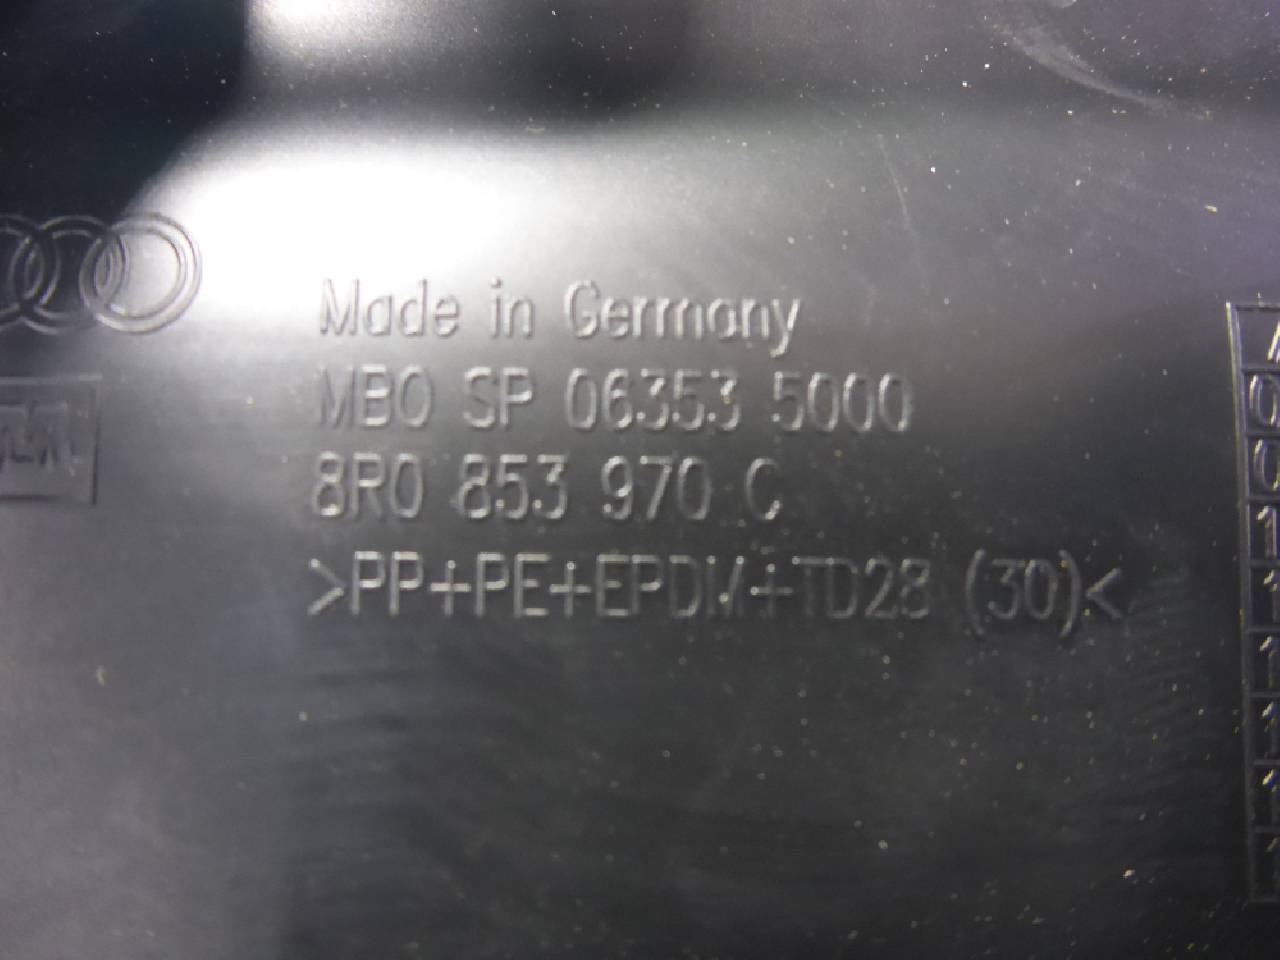 Made in Germany
MBO SP 06353 5000
8R0 853 970 C
>PP+PE+EPDM+TD28 (30)<